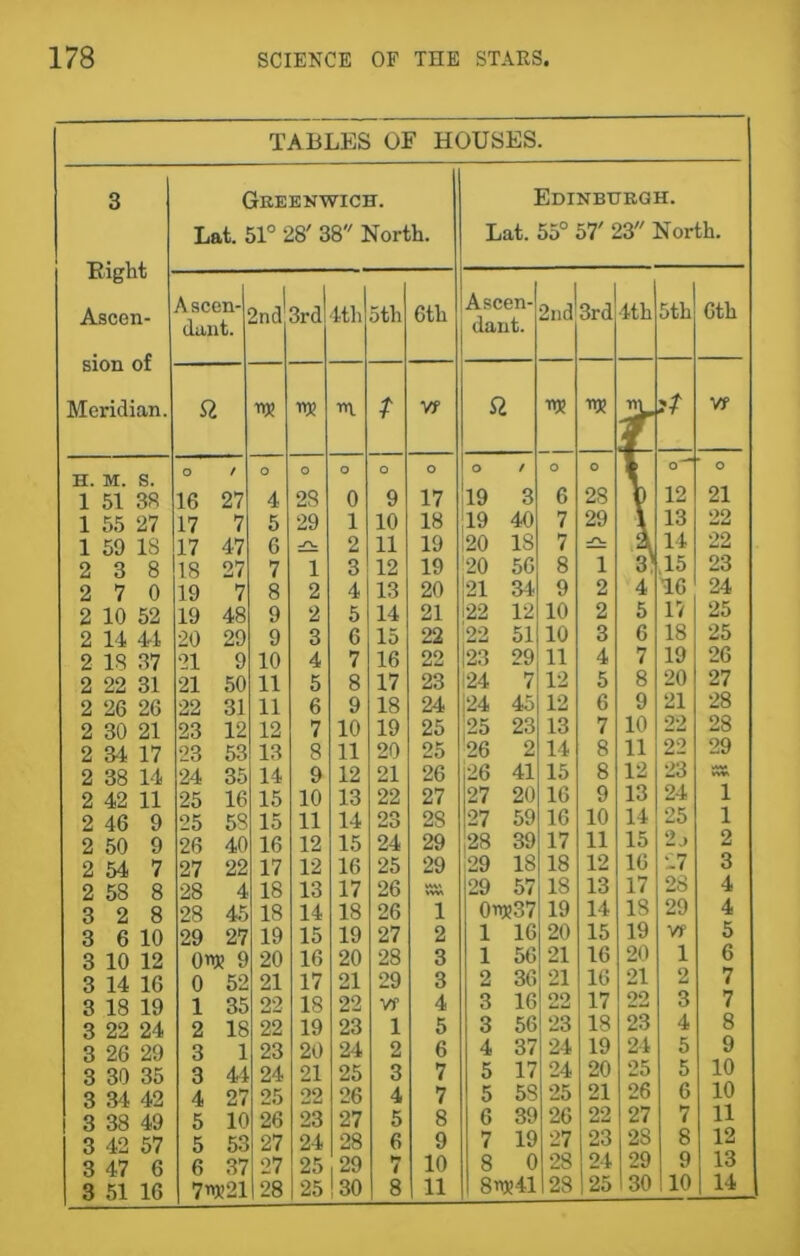 178 SCIENCE OF THE STARS.
TABLES OF HOUSES.
3 Right Ascension of Meridian. | GREENWICH. Lat. 51° 28′ 38″ North. | EDINBURGH. Lat. 55° 57′ 23″ North.
Ascendant. 2nd 3rd 4th 5th 6th | Ascendant. 2nd 3rd 4th 5th 6th
♌ ♍ ♍ ♏ ♐ ♑ | ♌ ♍ ♍ ♏ ♐ ♑
H. M. S. | ° ′ ° ° ° ° ° | ° ′ ° ° ° °
1 51 38 | 16 27 4 28 0 9 17 | 19 3 6 28 12 21
1 55 27 | 17 7 5 29 1 10 18 | 19 40 7 29 1 13 22
1 59 18 | 17 47 6 ♎ 2 11 19 | 20 18 7 ♎ 2 14 22
2 3 8 | 18 27 7 1 3 12 19 | 20 56 8 1 3 15 23
2 7 0 | 19 7 8 2 4 13 20 | 21 34 9 2 4 16 24
2 10 52 | 19 48 9 2 5 14 21 | 22 12 10 2 5 17 25
2 14 44 | 20 29 9 3 6 15 22 | 22 51 10 3 6 18 25
2 18 37 | 21 9 10 4 7 16 22 | 23 29 11 4 7 19 26
2 22 31 | 21 50 11 5 8 17 23 | 24 7 12 5 8 20 27
2 26 26 | 22 31 11 6 9 18 24 | 24 45 12 6 9 21 28
2 30 21 | 23 12 12 7 10 19 25 | 25 23 13 7 10 22 28
2 34 17 | 23 53 13 8 11 20 25 | 26 2 14 8 11 22 29
2 38 14 | 24 35 14 9 12 21 26 | 26 41 15 8 12 23 ♒
2 42 11 | 25 16 15 10 13 22 27 | 27 20 16 9 13 24 1
2 46 9 | 25 58 15 11 14 23 28 | 27 59 16 10 14 25 1
2 50 9 | 26 40 16 12 15 24 29 | 28 39 17 11 15 2 2
2 54 7 | 27 22 17 12 16 25 29 | 29 18 18 12 16 7 3
2 58 8 | 28 4 18 13 17 26 ♒ | 29 57 18 13 17 28 4
3 2 8 | 28 45 18 14 18 26 1 | 0♍37 19 14 18 29 4
3 6 10 | 29 27 19 15 19 27 2 | 1 16 20 15 19 ♑ 5
3 10 12 | 0♍ 9 20 16 20 28 3 | 1 56 21 16 20 1 6
3 14 16 | 0 52 21 17 21 29 3 | 2 36 21 16 21 2 7
3 18 19 | 1 35 22 18 22 ♑ 4 | 3 16 22 17 22 3 7
3 22 24 | 2 18 22 19 23 1 5 | 3 56 23 18 23 4 8
3 26 29 | 3 1 23 20 24 2 6 | 4 37 24 19 24 5 9
3 30 35 | 3 44 24 21 25 3 7 | 5 17 24 20 25 5 10
3 34 42 | 4 27 25 22 26 4 7 | 5 58 25 21 26 6 10
3 38 49 | 5 10 26 23 27 5 8 | 6 39 26 22 27 7 11
3 42 57 | 5 53 27 24 28 6 9 | 7 19 27 23 28 8 12
3 47 6 | 6 37 27 25 29 7 10 | 8 0 28 24 29 9 13
3 51 16 | 7♍21 28 25 30 8 11 | 8♍41 28 25 30 10 14